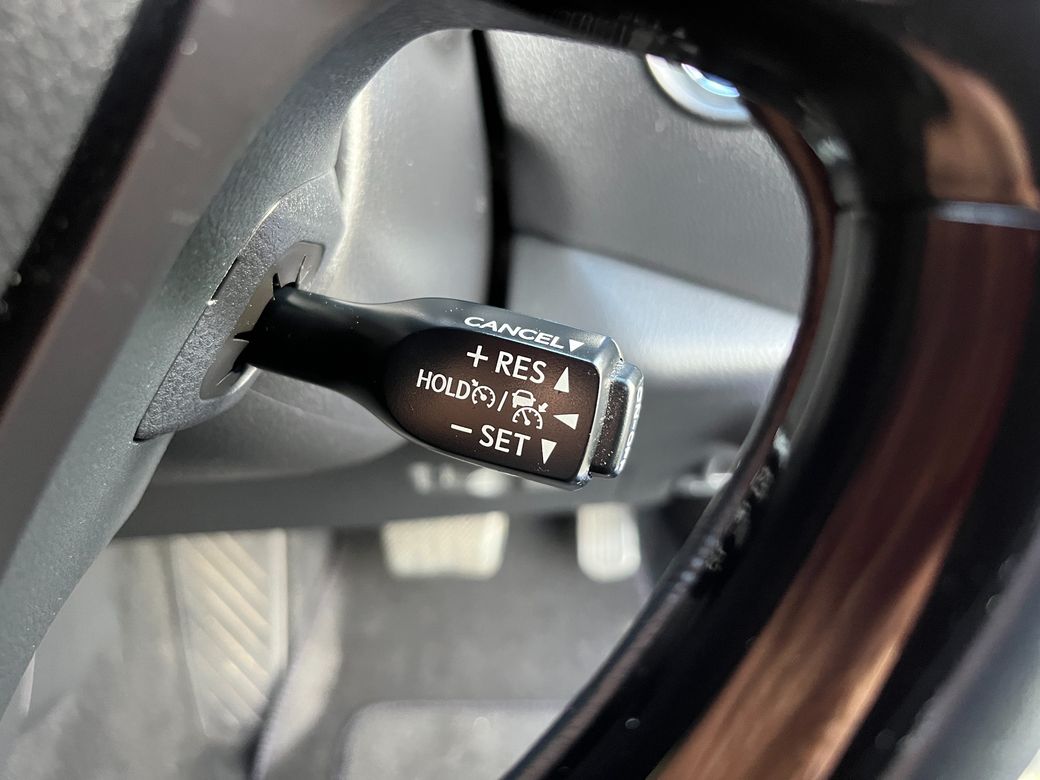 CANCEL▼
+ RES ▲
HOLD / ◀
− SET ▼